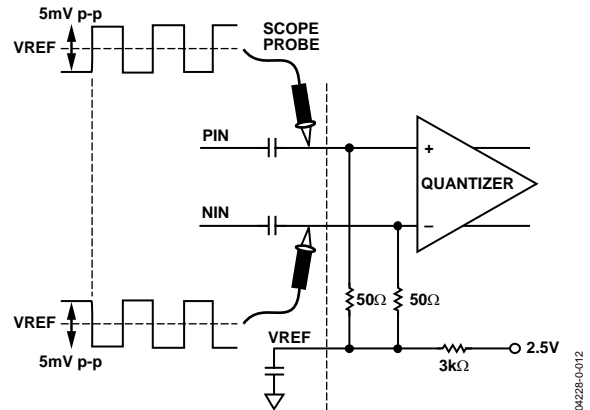 5mV p-p
VREF
SCOPE
PROBE
PIN
+
QUANTIZER
NIN
–
50Ω
50Ω
VREF
5mV p-p
VREF
3kΩ
2.5V
04228-0-012